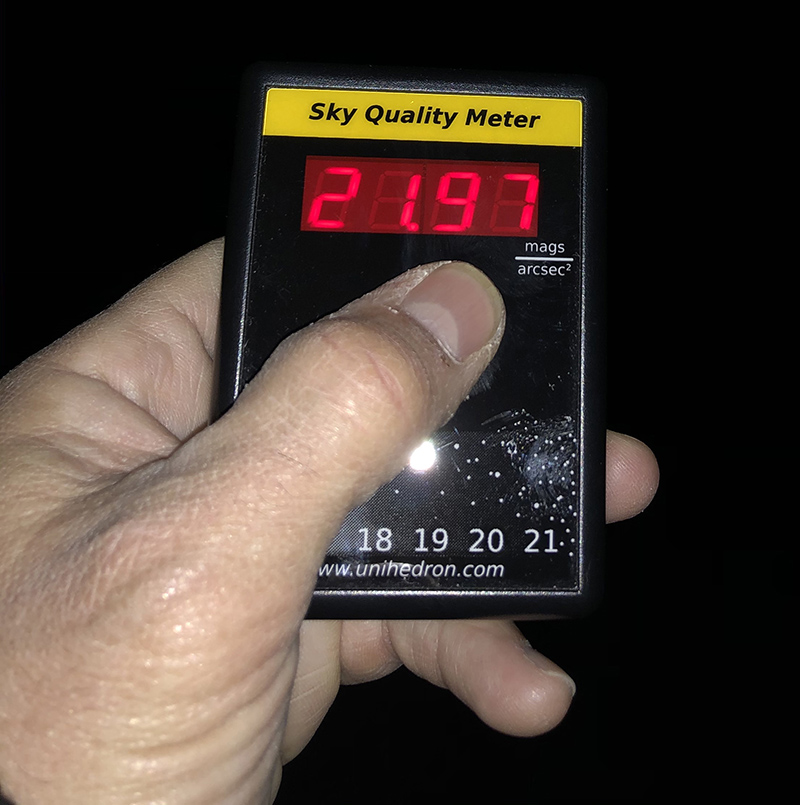 Sky Quality Meter
21.97
mags
arcsec²
18 19 20 21
www.unihedron.com